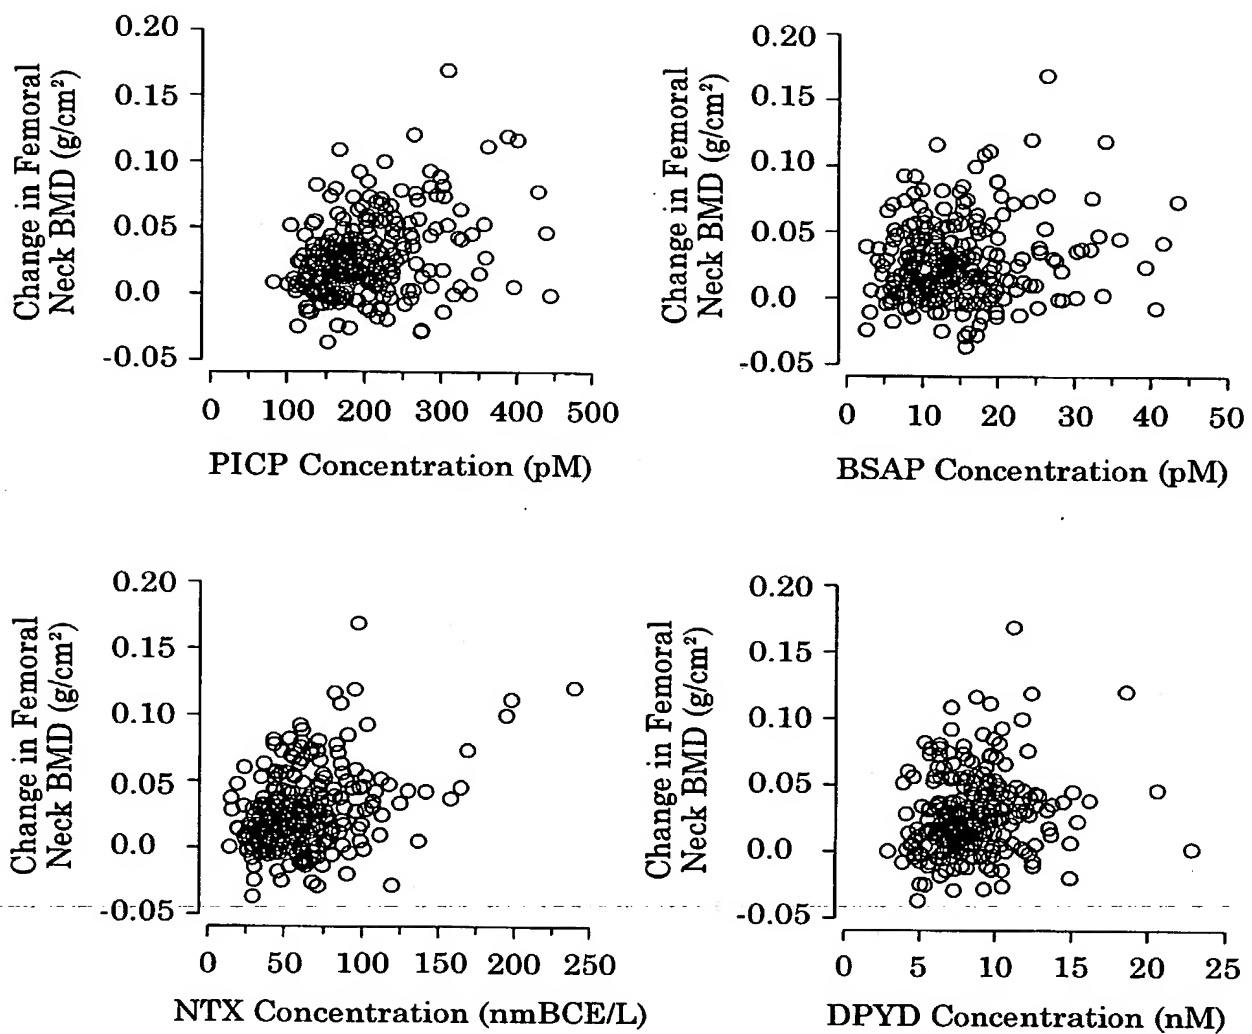 Change in Femoral
Neck BMD (g/cm²)
0.20
0.15
0.10
0.05
0.0
-0.05
0 100 200 300 400 500
PICP Concentration (pM)
Change in Femoral
Neck BMD (g/cm²)
0.20
0.15
0.10
0.05
0.0
-0.05
0 10 20 30 40 50
BSAP Concentration (pM)
Change in Femoral
Neck BMD (g/cm²)
0.20
0.15
0.10
0.05
0.0
-0.05
0 50 100 150 200 250
NTX Concentration (nmBCE/L)
Change in Femoral
Neck BMD (g/cm²)
0.20
0.15
0.10
0.05
0.0
-0.05
0 5 10 15 20 25
DPYD Concentration (nM)